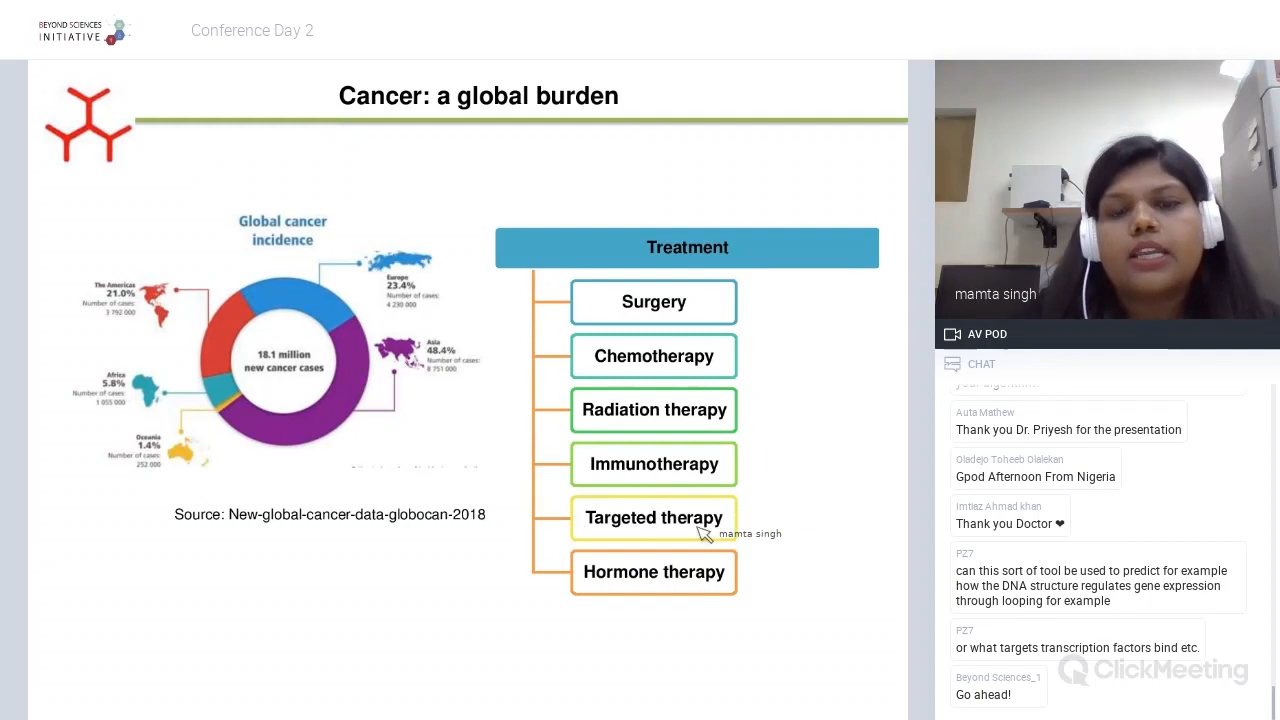 BEYOND SCIENCES
INITIATIVE
Conference Day 2
Cancer: a global burden
Global cancer
incidence
Europe
23.4%
Number of cases:
4 230 000
The Americas
21.0%
Number of cases:
3 792 000
18.1 million
new cancer cases
Asia
48.4%
Number of cases:
8 751 000
Africa
5.8%
Number of cases:
1 055 000
Oceania
1.4%
Number of cases:
252 000
Source: New-global-cancer-data-globocan-2018
Treatment
Surgery
Chemotherapy
Radiation therapy
Immunotherapy
Targeted therapy
mamta singh
Hormone therapy
mamta singh
AV POD
CHAT
Auta Mathew
Thank you Dr. Priyesh for the presentation
Oladejo Toheeb Olalekan
Gpod Afternoon From Nigeria
Imtiaz Ahmad khan
Thank you Doctor ❤
PZ7
can this sort of tool be used to predict for example
how the DNA structure regulates gene expression
through looping for example
PZ7
or what targets transcription factors bind etc.
Beyond Sciences_1
Go ahead!
ClickMeeting